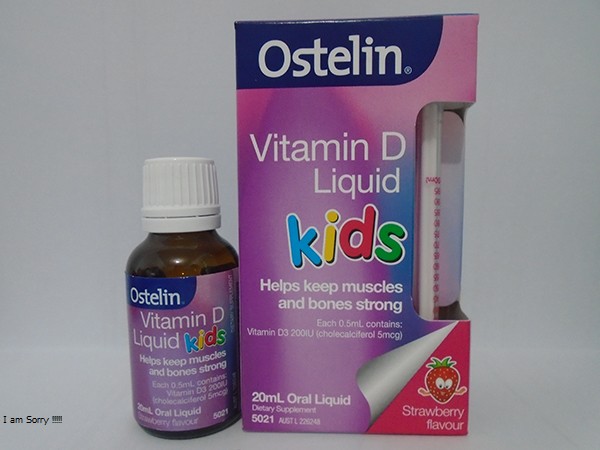 Ostelin®
Vitamin D
Liquid
kids
Helps keep muscles
and bones strong
Each 0.5mL contains:
Vitamin D3 200IU (cholecalciferol 5mcg)
20mL Oral Liquid
Dietary Supplement
5021 AUST L 226248
Strawberry
flavour
Ostelin
Vitamin D
Liquid kids
Helps keep muscles
and bones strong
Each 0.5mL contains:
Vitamin D3 200IU
(cholecalciferol 5mcg)
20mL Oral Liquid
Strawberry flavour 5021
I am Sorry !!!!!